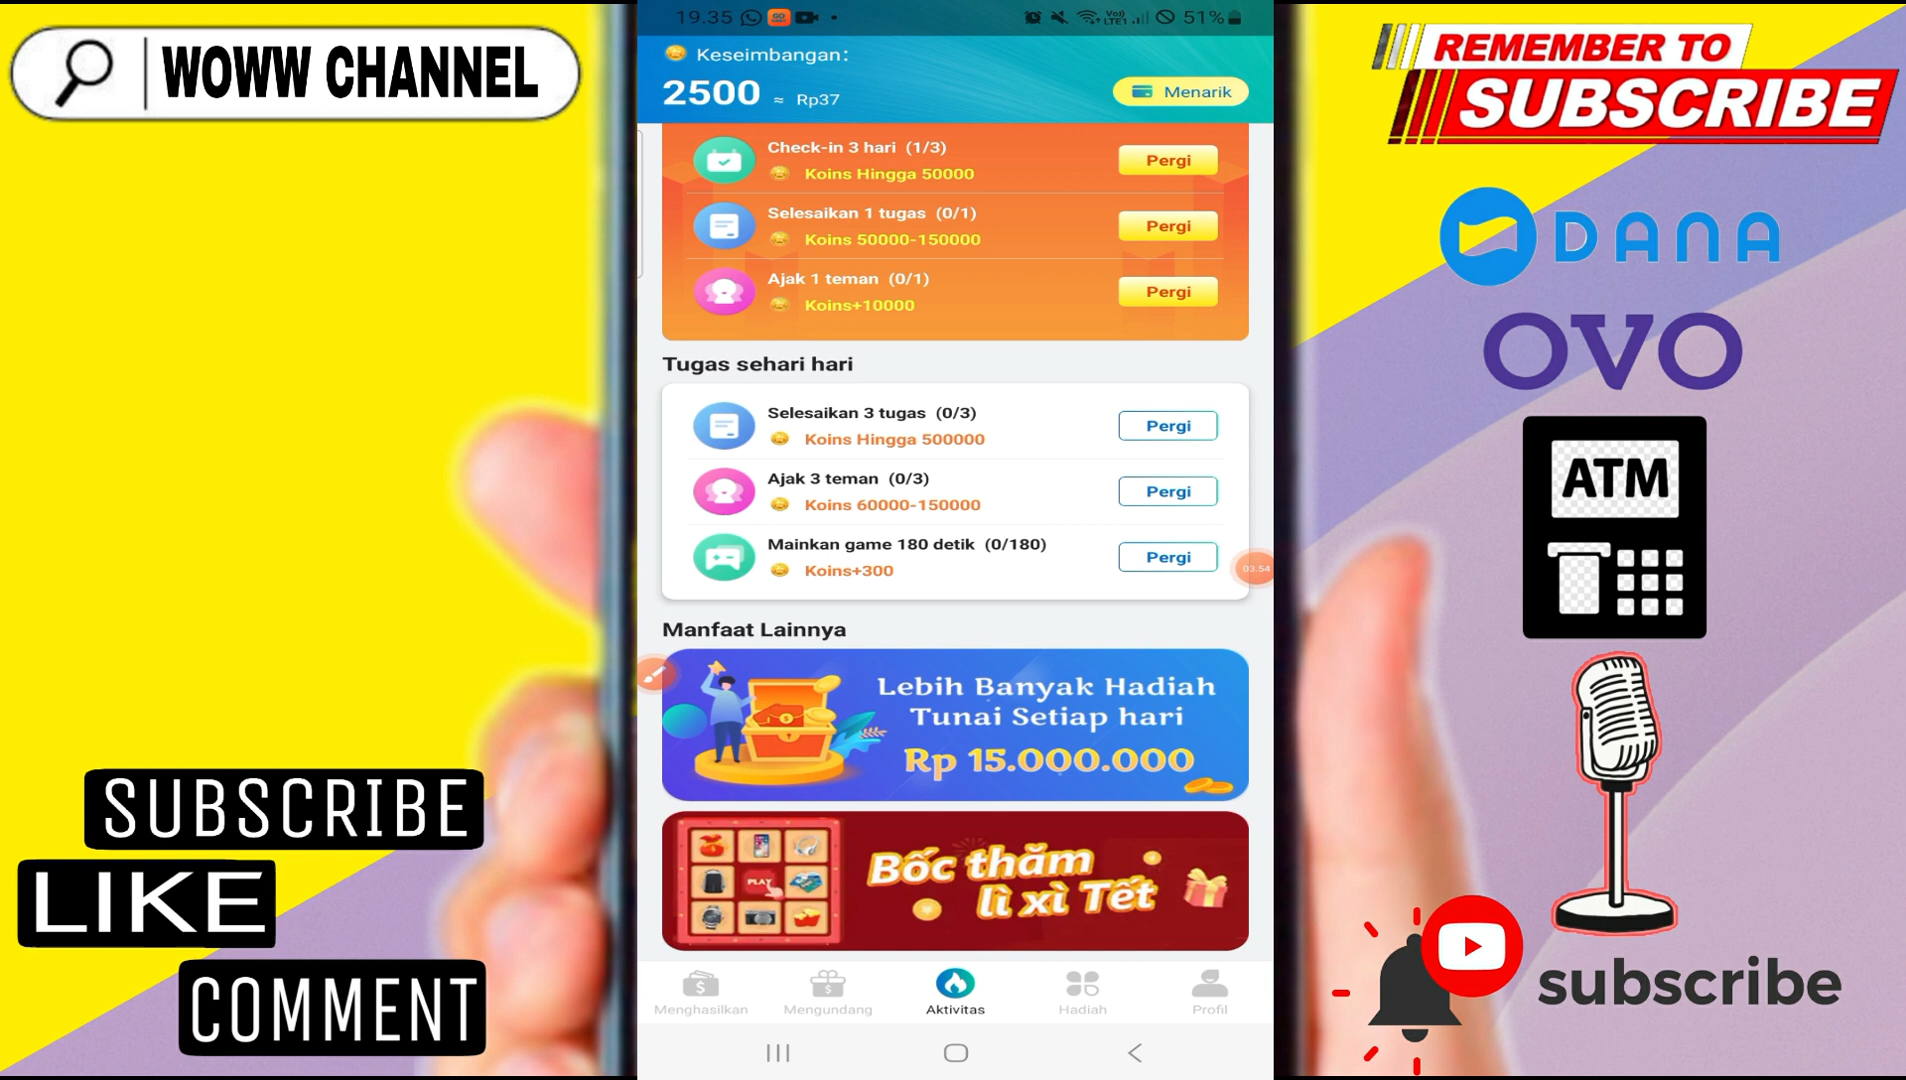 WOWW CHANNEL
19.35
Vo))
LTE1
51%
Keseimbangan:
2500 ≈ Rp37
Menarik
Check-in 3 hari (1/3)
Koins Hingga 50000
Pergi
Selesaikan 1 tugas (0/1)
Koins 50000-150000
Pergi
Ajak 1 teman (0/1)
Koins+10000
Pergi
Tugas sehari hari
Selesaikan 3 tugas (0/3)
Koins Hingga 500000
Pergi
Ajak 3 teman (0/3)
Koins 60000-150000
Pergi
Mainkan game 180 detik (0/180)
Koins+300
Pergi
03.54
Manfaat Lainnya
Lebih Banyak Hadiah
Tunai Setiap hari
Rp 15.000.000
PLAY
Bốc thăm
lì xì Tết
Menghasilkan
Mengundang
Aktivitas
Hadiah
Profil
SUBSCRIBE
LIKE
COMMENT
REMEMBER TO
SUBSCRIBE
DANA
OVO
ATM
subscribe